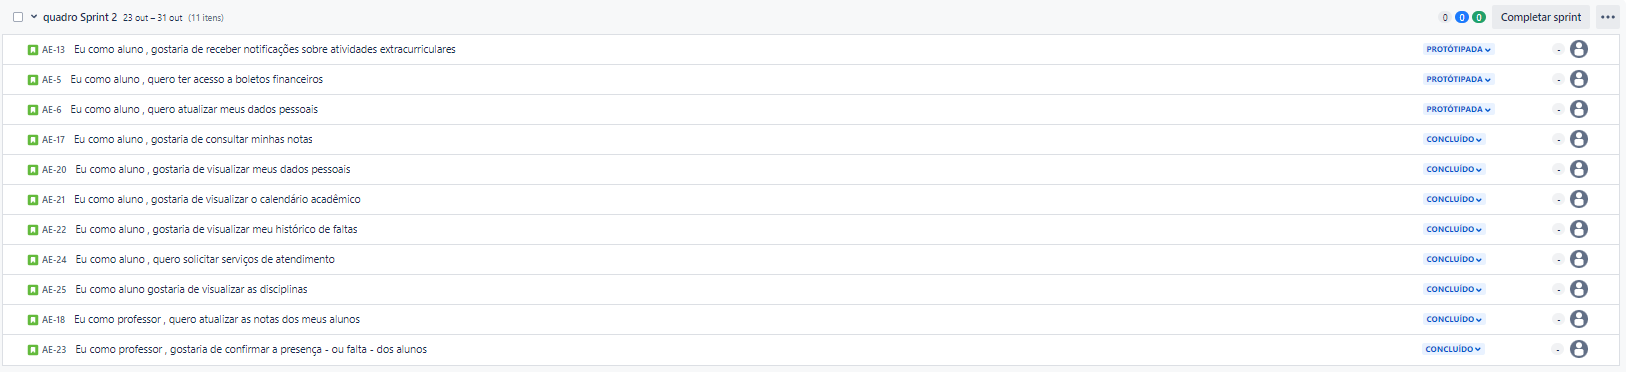 quadro Sprint 2 23 out – 31 out (11 itens) 0 0 0 Completar sprint
AE-13 Eu como aluno , gostaria de receber notificações sobre atividades extracurriculares PROTÓTIPADA -
AE-5 Eu como aluno , quero ter acesso a boletos financeiros PROTÓTIPADA -
AE-6 Eu como aluno , quero atualizar meus dados pessoais PROTÓTIPADA -
AE-17 Eu como aluno , gostaria de consultar minhas notas CONCLUÍDO -
AE-20 Eu como aluno , gostaria de visualizar meus dados pessoais CONCLUÍDO -
AE-21 Eu como aluno , gostaria de visualizar o calendário acadêmico CONCLUÍDO -
AE-22 Eu como aluno , gostaria de visualizar meu histórico de faltas CONCLUÍDO -
AE-24 Eu como aluno , quero solicitar serviços de atendimento CONCLUÍDO -
AE-25 Eu como aluno gostaria de visualizar as disciplinas CONCLUÍDO -
AE-18 Eu como professor , quero atualizar as notas dos meus alunos CONCLUÍDO -
AE-23 Eu como professor , gostaria de confirmar a presença - ou falta - dos alunos CONCLUÍDO -